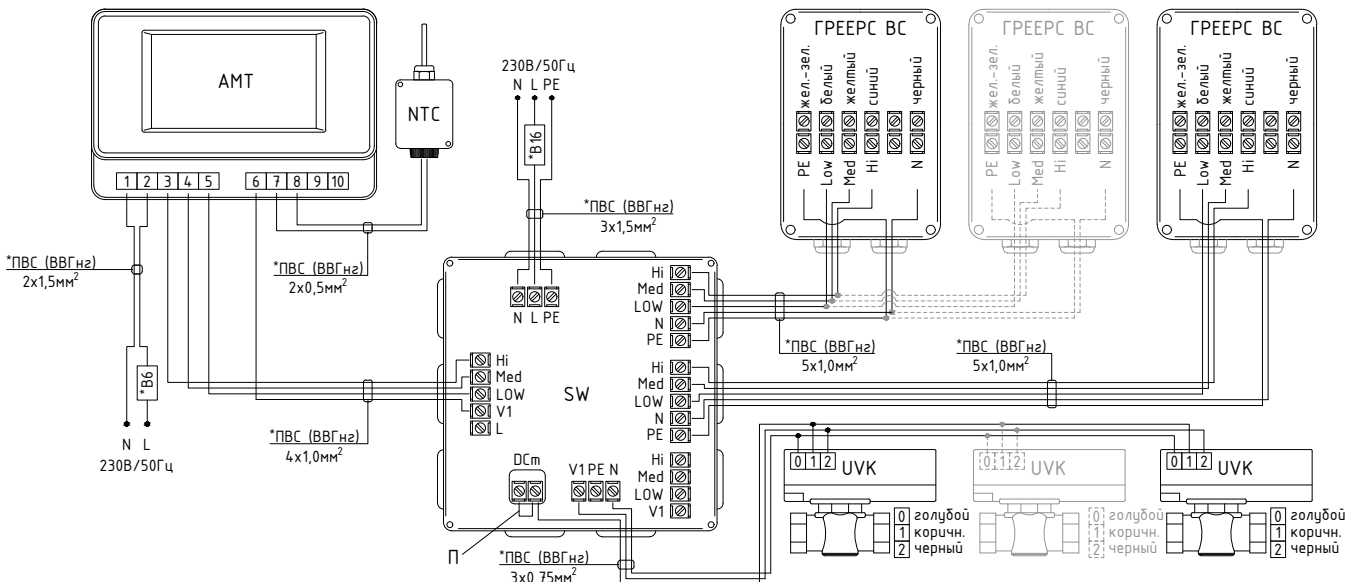 АМТ
1 2 3 4 5 6 7 8 9 10
NTC
230В/50Гц
N L PE
*В16
*ПВС (ВВГнг)
3х1,5мм²
*ПВС (ВВГнг)
2х1,5мм²
*ПВС (ВВГнг)
2х0,5мм²
*В6
N L
230В/50Гц
*ПВС (ВВГнг)
4х1,0мм²
ГРЕЕРС ВС
жел.-зел.
белый
желтый
синий
черный
PE
Low
Med
Hi
N
ГРЕЕРС ВС
жел.-зел.
белый
желтый
синий
черный
PE
Low
Med
Hi
N
ГРЕЕРС ВС
жел.-зел.
белый
желтый
синий
черный
PE
Low
Med
Hi
N
N L PE
Hi
Med
LOW
V1
L
SW
Hi
Med
LOW
N
PE
Hi
Med
LOW
N
PE
Hi
Med
LOW
V1
DCm
V1 PE N
П
*ПВС (ВВГнг)
3х0,75мм²
*ПВС (ВВГнг)
5х1,0мм²
*ПВС (ВВГнг)
5х1,0мм²
0 1 2
UVK
0 голубой
1 коричн.
2 черный
0 1 2
UVK
0 голубой
1 коричн.
2 черный
0 1 2
UVK
0 голубой
1 коричн.
2 черный